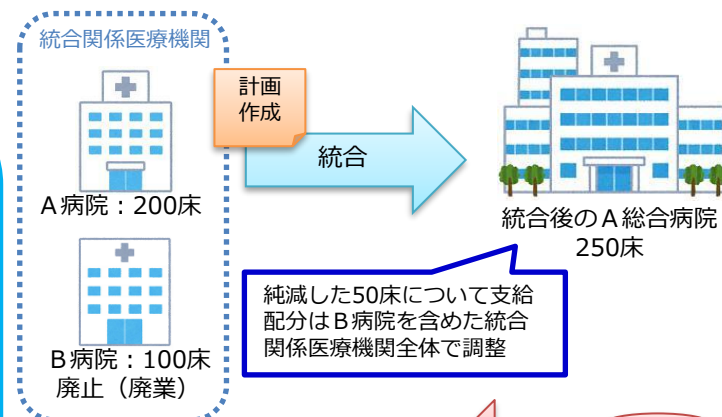 統合関係医療機関
計画
作成
統合
A病院：200床
B病院：100床
廃止（廃業）
統合後のA総合病院
250床
純減した50床について支給
配分はB病院を含めた統合
関係医療機関全体で調整